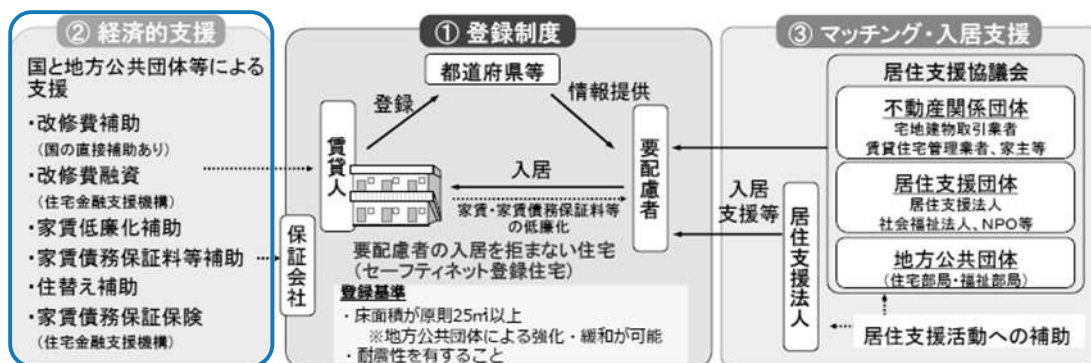 ② 経済的支援
国と地方公共団体等による
支援
・改修費補助
(国の直接補助あり)
・改修費融資
(住宅金融支援機構)
・家賃低廉化補助
・家賃債務保証料等補助
・住替え補助
・家賃債務保証保険
(住宅金融支援機構)
① 登録制度
都道府県等
登録
情報提供
賃貸人
要配慮者
入居
家賃・家賃債務保証料等
の低廉化
保証会社
要配慮者の入居を拒まない住宅
(セーフティネット登録住宅)
登録基準
・床面積が原則25㎡以上
※地方公共団体による強化・緩和が可能
・耐震性を有すること
③ マッチング・入居支援
居住支援協議会
不動産関係団体
宅地建物取引業者
賃貸住宅管理業者、家主等
居住支援団体
居住支援法人
社会福祉法人、NPO等
地方公共団体
(住宅部局・福祉部局)
入居
支援等
居住支援法人
居住支援活動への補助